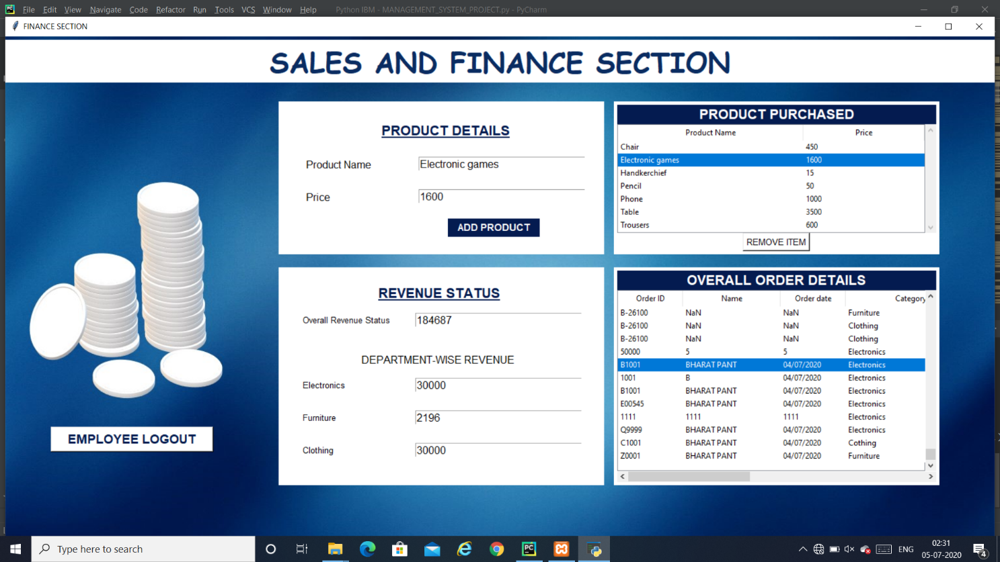 File Edit View Navigate Code Refactor Run Tools VCS Window Help Python IBM - MANAGEMENT_SYSTEM_PROJECT.py - PyCharm
FINANCE SECTION
SALES AND FINANCE SECTION
PRODUCT DETAILS
Product Name Electronic games
Price 1600
ADD PRODUCT
PRODUCT PURCHASED
Product Name Price
Chair 450
Electronic games 1600
Handkerchief 15
Pencil 50
Phone 1000
Table 3500
Trousers 600
REMOVE ITEM
REVENUE STATUS
Overall Revenue Status 184687
DEPARTMENT-WISE REVENUE
Electronics 30000
Furniture 2196
Clothing 30000
OVERALL ORDER DETAILS
Order ID Name Order date Category
B-26100 NaN NaN Furniture
B-26100 NaN NaN Clothing
B-26100 NaN NaN Clothing
50000 5 5 Electronics
B1001 BHARAT PANT 04/07/2020 Electronics
1001 B 04/07/2020 Electronics
B1001 BHARAT PANT 04/07/2020 Electronics
E00545 BHARAT PANT 04/07/2020 Electronics
1111 1111 1111 Electronics
Q9999 BHARAT PANT 04/07/2020 Electronics
C1001 BHARAT PANT 04/07/2020 Cothing
Z0001 BHARAT PANT 04/07/2020 Furniture
EMPLOYEE LOGOUT
Type here to search
ENG
02:31
05-07-2020
4